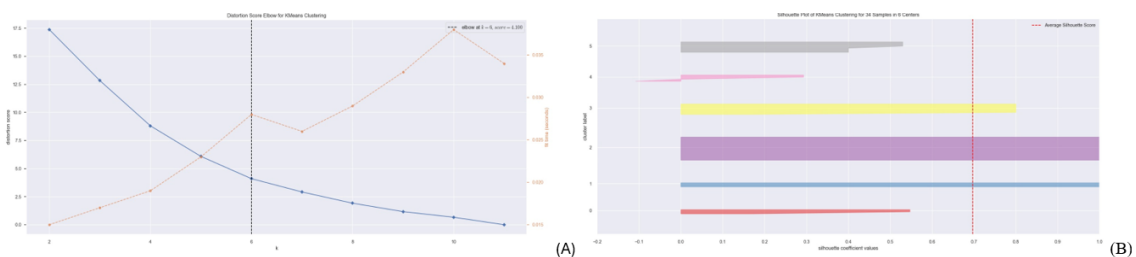 Distortion Score Elbow for KMeans Clustering
elbow at k = 6, score = 4.109
17.5
15.0
12.5
10.0
7.5
5.0
2.5
0.0
distortion score
2
4
6
8
10
k
fit time (seconds)
(A)
Silhouette Plot of KMeans Clustering for 34 Samples in 6 Centers
Average Silhouette Score
5
4
3
2
1
0
cluster label
-0.2
-0.1
0.0
0.1
0.2
0.3
0.4
0.5
0.6
0.7
0.8
0.9
1.0
silhouette coefficient values
(B)